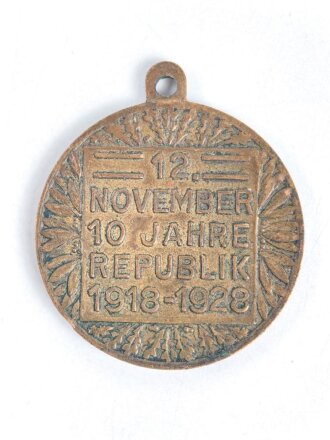 12.
NOVEMBER
10 JAHRE
REPUBLIK
1918-1928